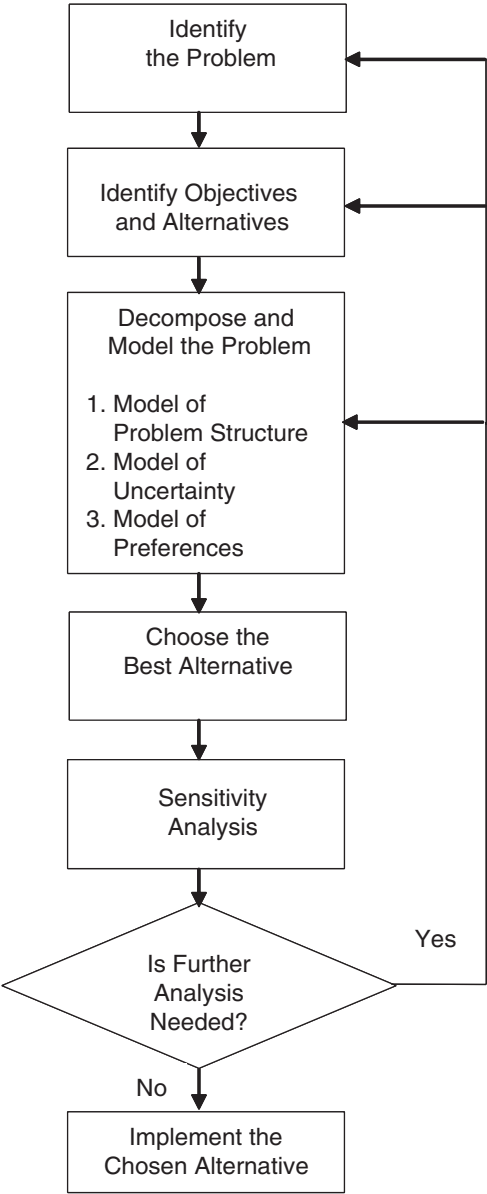 Identify
the Problem
Identify Objectives
and Alternatives
Decompose and
Model the Problem
1. Model of
Problem Structure
2. Model of
Uncertainty
3. Model of
Preferences
Choose the
Best Alternative
Sensitivity
Analysis
Is Further
Analysis
Needed?
Yes
No
Implement the
Chosen Alternative